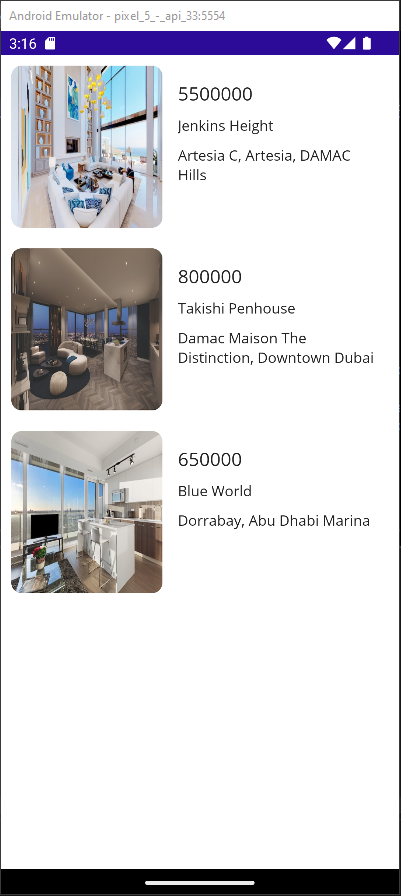 Android Emulator - pixel_5_-_api_33:5554
3:16
5500000
Jenkins Height
Artesia C, Artesia, DAMAC
Hills
800000
Takishi Penhouse
Damac Maison The
Distinction, Downtown Dubai
650000
Blue World
Dorrabay, Abu Dhabi Marina